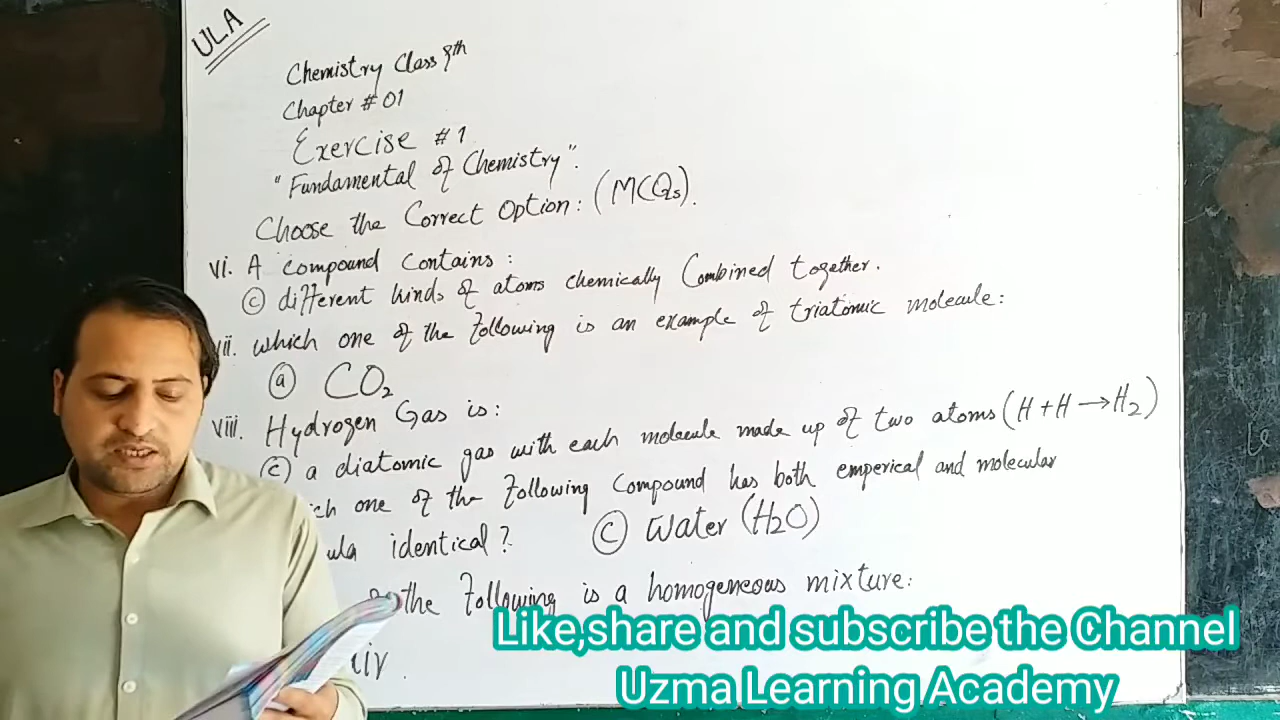 ULA
Chemistry Class 9th
Chapter # 01
Exercise # 1
"Fundamental of Chemistry".
Choose the Correct Option: (MCQs).
vi. A compound contains:
(c) different kinds of atoms chemically Combined together.
vii. which one of the following is an example of triatomic molecule:
(a) CO₂
viii. Hydrogen Gas is:
(c) a diatomic gas with each molecule made up of two atoms (H+H→H₂)
ich one of the following compound has both emperical and molecular
ula identical? (c) Water (H₂O)
the following is a homogeneous mixture:
air.
Like,share and subscribe the Channel
Uzma Learning Academy